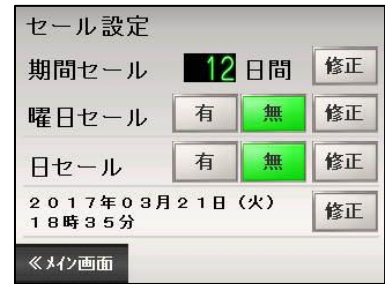 セール設定
期間セール 12 日間 修正
曜日セール 有 無 修正
日セール 有 無 修正
2017年03月21日(火)
18時35分
修正
≪メイン画面